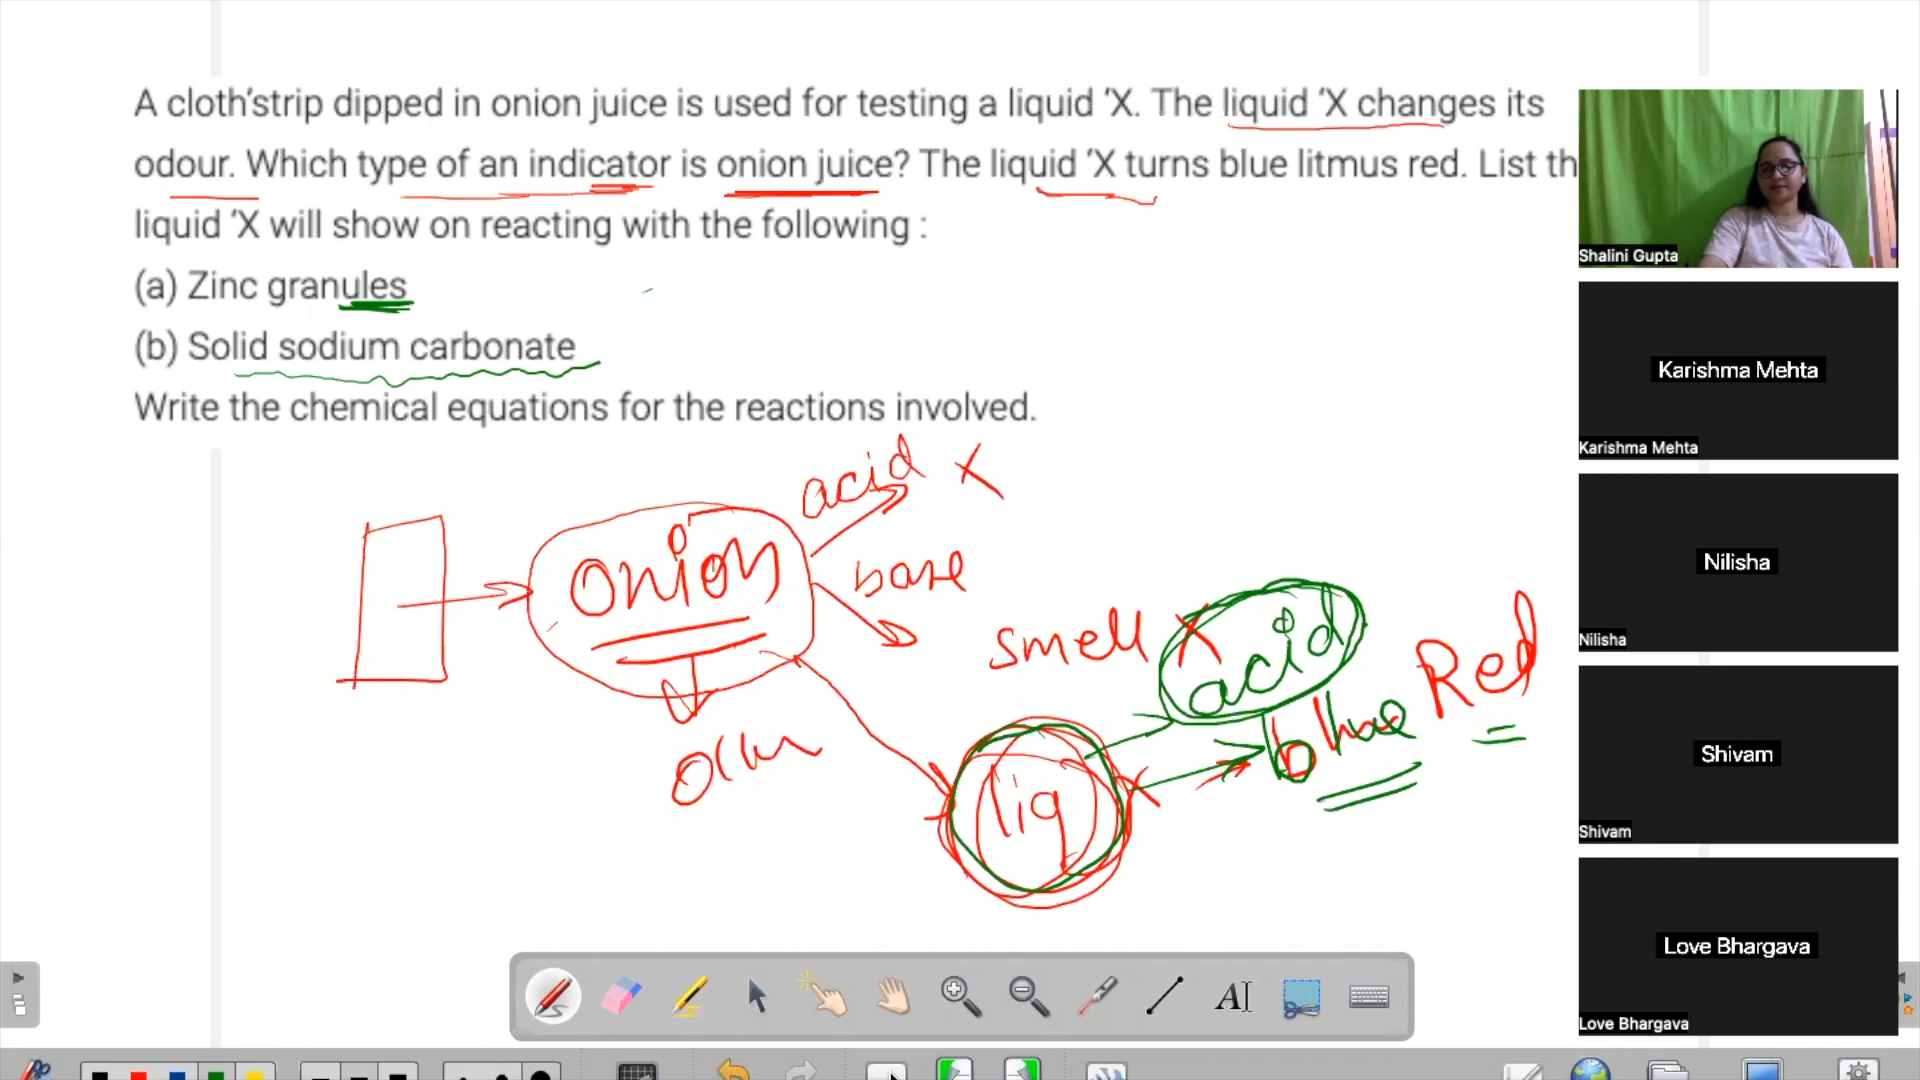 A cloth'strip dipped in onion juice is used for testing a liquid 'X. The liquid 'X changes its
odour. Which type of an indicator is onion juice? The liquid 'X turns blue litmus red. List th
liquid 'X will show on reacting with the following :
(a) Zinc granules
(b) Solid sodium carbonate
Write the chemical equations for the reactions involved.
acid X
onion
base
smell X
acid
Red
liq
Shalini Gupta
Karishma Mehta
Karishma Mehta
Nilisha
Nilisha
Shivam
Shivam
Love Bhargava
Love Bhargava